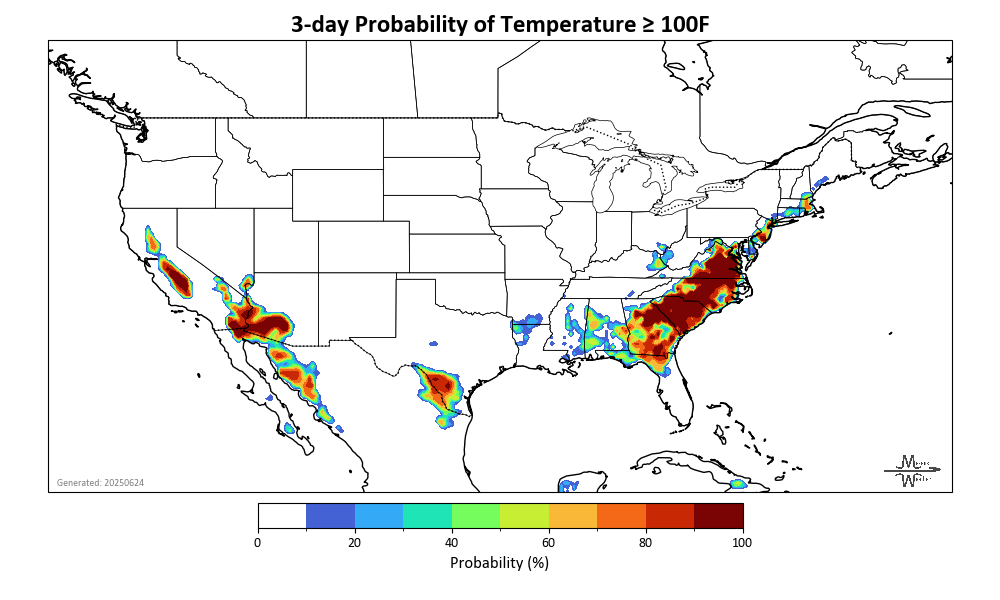 3-day Probability of Temperature ≥ 100F
Generated: 20250624
0 20 40 60 80 100
Probability (%)